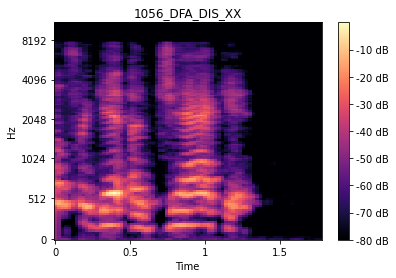 1056_DFA_DIS_XX
8192
4096
2048
1024
512
0
Hz
0
0.5
1
1.5
Time
-10 dB
-20 dB
-30 dB
-40 dB
-50 dB
-60 dB
-70 dB
-80 dB